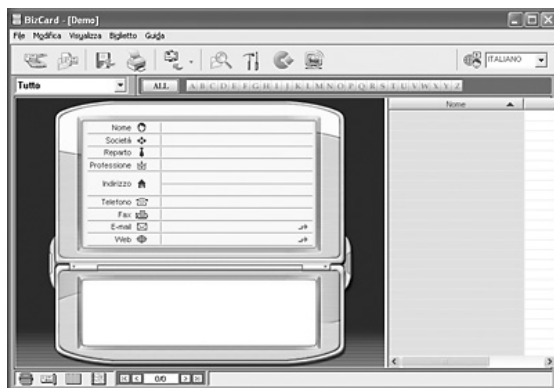 BizCard - [Demo]
File Modifica Visualizza Biglietto Guida
ITALIANO
Tutto ALL A B C D E F G H I J K L M N O P Q R S T U V W X Y Z
Nome
Nome
Società
Reparto
Professione
Indirizzo
Telefono
Fax
E-mail
Web
0/0